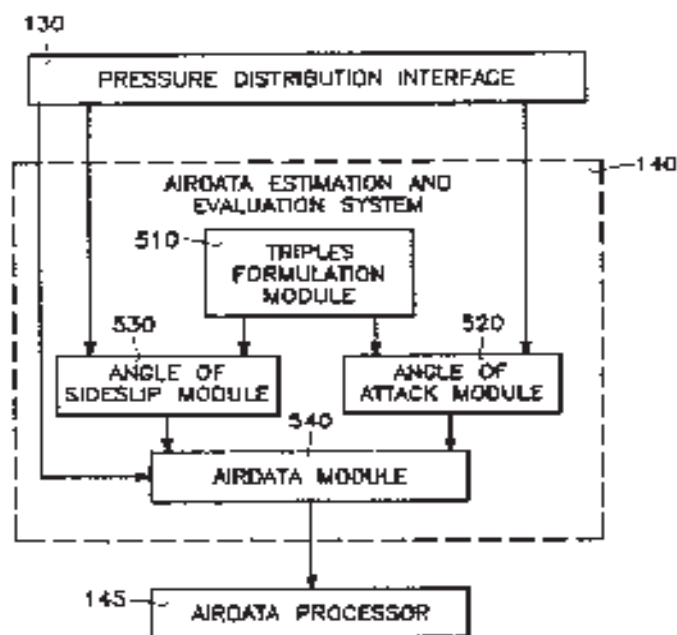 130
PRESSURE DISTRIBUTION INTERFACE
140
AIRDATA ESTIMATION AND
EVALUATION SYSTEM
510
TRIPLES
FORMULATION
MODULE
530
520
ANGLE OF
SIDESLIP MODULE
ANGLE OF
ATTACK MODULE
540
AIRDATA MODULE
145
AIRDATA PROCESSOR